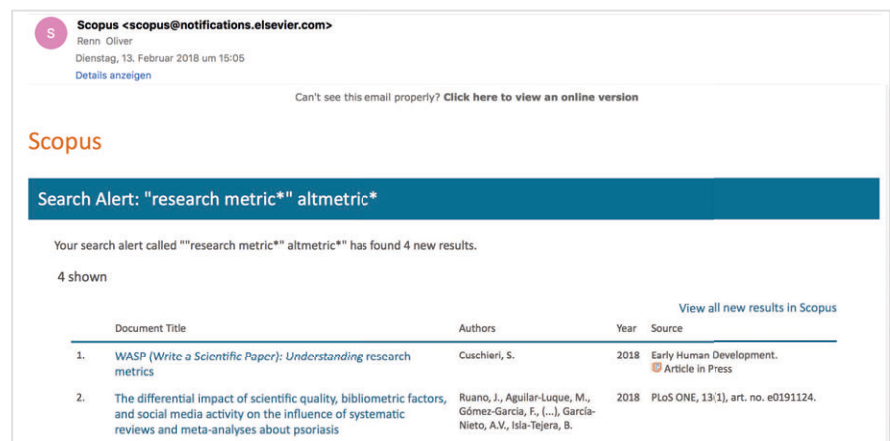 S
Scopus <scopus@notifications.elsevier.com>
Renn Oliver
Dienstag, 13. Februar 2018 um 15:05
Details anzeigen
Can't see this email properly? Click here to view an online version
Scopus
Search Alert: "research metric*" altmetric*
Your search alert called ""research metric*" altmetric*" has found 4 new results.
4 shown
View all new results in Scopus
Document Title Authors Year Source
1. WASP (Write a Scientific Paper): Understanding research Cuschieri, S. 2018 Early Human Development.
metrics Article in Press
2. The differential impact of scientific quality, bibliometric factors, Ruano, J., Aguilar-Luque, M., 2018 PLoS ONE, 13(1), art. no. e0191124.
and social media activity on the influence of systematic Gómez-Garcia, F., (...), García-
reviews and meta-analyses about psoriasis Nieto, A.V., Isla-Tejera, B.